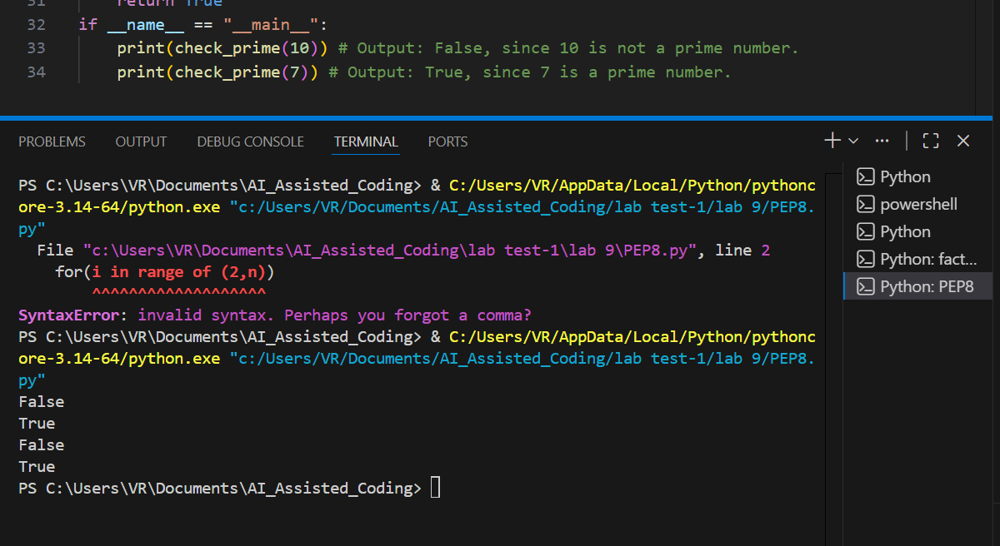 31 return True
32 if __name__ == "__main__":
33 print(check_prime(10)) # Output: False, since 10 is not a prime number.
34 print(check_prime(7)) # Output: True, since 7 is a prime number.
PROBLEMS OUTPUT DEBUG CONSOLE TERMINAL PORTS
PS C:\Users\VR\Documents\AI_Assisted_Coding> & C:/Users/VR/AppData/Local/Python/pythonc
ore-3.14-64/python.exe "c:/Users/VR/Documents/AI_Assisted_Coding/lab test-1/lab 9/PEP8.
py"
File "c:\Users\VR\Documents\AI_Assisted_Coding\lab test-1\lab 9\PEP8.py", line 2
for(i in range of (2,n))
^^^^^^^^^^^^^^^^^^^
SyntaxError: invalid syntax. Perhaps you forgot a comma?
PS C:\Users\VR\Documents\AI_Assisted_Coding> & C:/Users/VR/AppData/Local/Python/pythonc
ore-3.14-64/python.exe "c:/Users/VR/Documents/AI_Assisted_Coding/lab test-1/lab 9/PEP8.
py"
False
True
False
True
PS C:\Users\VR\Documents\AI_Assisted_Coding>
Python
powershell
Python
Python: fact...
Python: PEP8